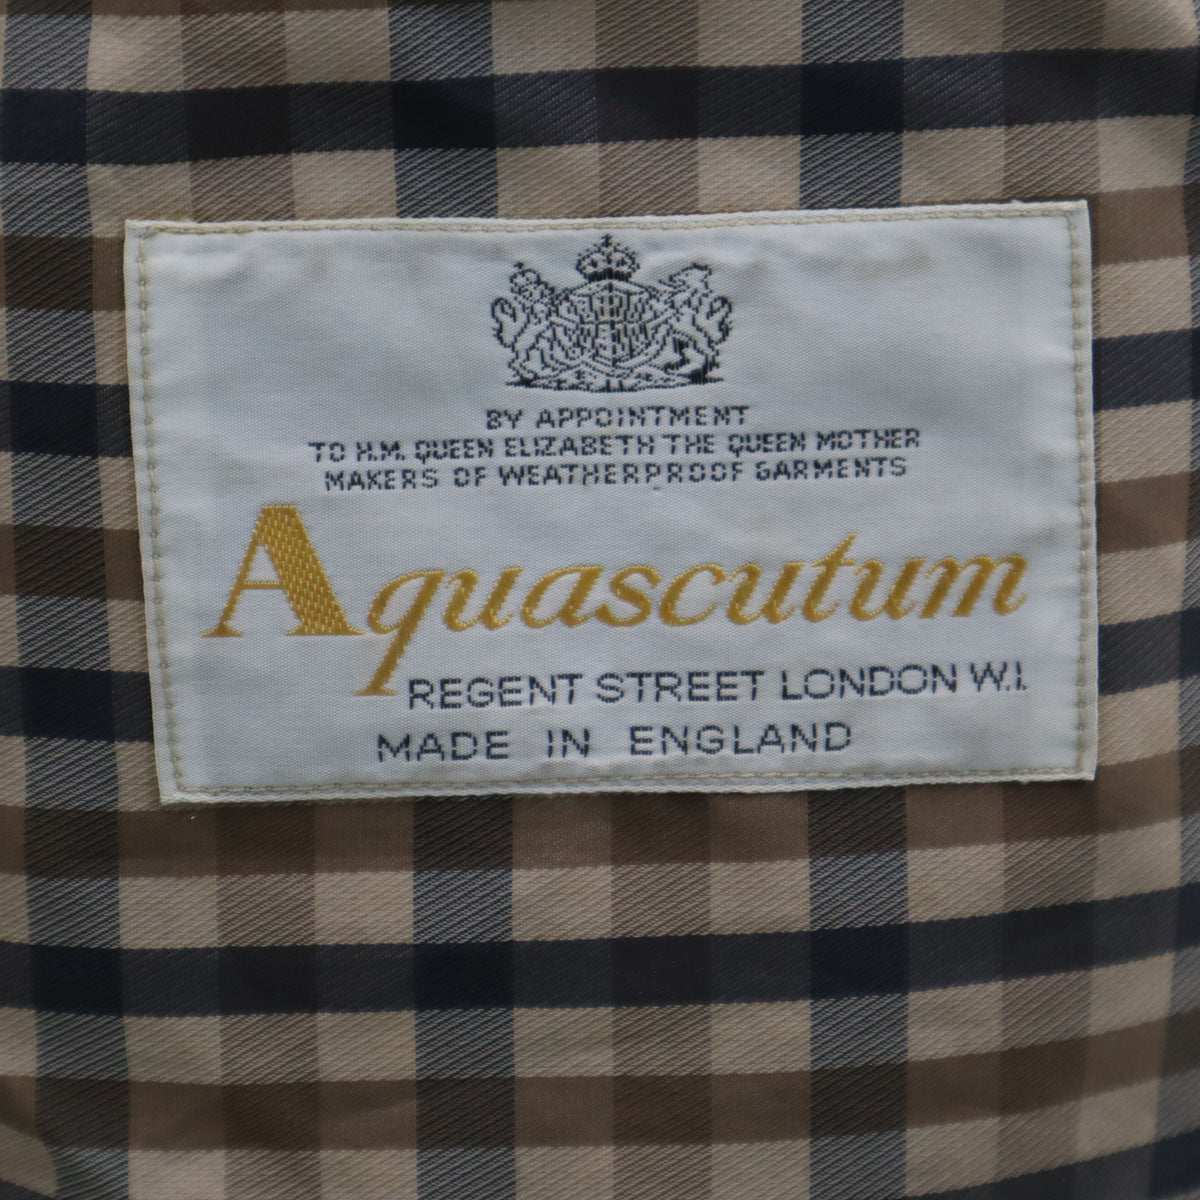 BY APPOINTMENT
TO H.M. QUEEN ELIZABETH THE QUEEN MOTHER
MAKERS OF WEATHERPROOF GARMENTS
Aquascutum
REGENT STREET LONDON W.I.
MADE IN ENGLAND